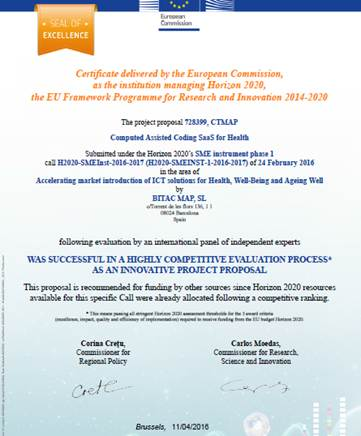 SEAL OF
EXCELLENCE
European
Commission
Certificate delivered by the European Commission,
as the institution managing Horizon 2020,
the EU Framework Programme for Research and Innovation 2014-2020
The project proposal 728399, CTMAP
Computed Assisted Coding SaaS for Health
Submitted under the Horizon 2020's SME instrument phase 1
call H2020-SMEInst-2016-2017 (H2020-SMEINST-1-2016-2017) of 24 February 2016
in the area of
Accelerating market introduction of ICT solutions for Health, Well-Being and Ageing Well
by
BITAC MAP, SL
c/Torrent de les flors 136, 1 1
08024 Barcelona
Spain
following evaluation by an international panel of independent experts
WAS SUCCESSFUL IN A HIGHLY COMPETITIVE EVALUATION PROCESS*
AS AN INNOVATIVE PROJECT PROPOSAL
This proposal is recommended for funding by other sources since Horizon 2020 resources
available for this specific Call were already allocated following a competitive ranking.
* This means passing all stringent Horizon 2020 assessment thresholds for the 3 award criteria
(excellence, impact, quality and efficiency of implementation) required to receive funding from the EU budget Horizon 2020.
Corina Crețu,
Commissioner for
Regional Policy
Carlos Moedas,
Commissioner for Research,
Science and Innovation
Brussels, 11/04/2016